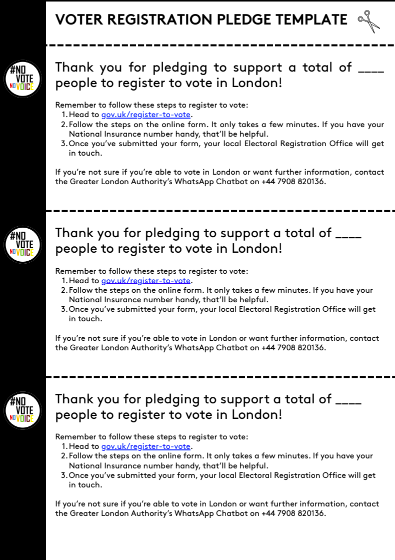 VOTER REGISTRATION PLEDGE TEMPLATE
#NO
VOTE
NO VOICE
Thank you for pledging to support a total of ____
people to register to vote in London!
Remember to follow these steps to register to vote:
1. Head to gov.uk/register-to-vote.
2. Follow the steps on the online form. It only takes a few minutes. If you have your
National Insurance number handy, that'll be helpful.
3. Once you've submitted your form, your local Electoral Registration Office will get
in touch.
If you're not sure if you're able to vote in London or want further information, contact
the Greater London Authority's WhatsApp Chatbot on +44 7908 820136.
#NO
VOTE
NO VOICE
Thank you for pledging to support a total of ____
people to register to vote in London!
Remember to follow these steps to register to vote:
1. Head to gov.uk/register-to-vote.
2. Follow the steps on the online form. It only takes a few minutes. If you have your
National Insurance number handy, that'll be helpful.
3. Once you've submitted your form, your local Electoral Registration Office will get
in touch.
If you're not sure if you're able to vote in London or want further information, contact
the Greater London Authority's WhatsApp Chatbot on +44 7908 820136.
#NO
VOTE
NO VOICE
Thank you for pledging to support a total of ____
people to register to vote in London!
Remember to follow these steps to register to vote:
1. Head to gov.uk/register-to-vote.
2. Follow the steps on the online form. It only takes a few minutes. If you have your
National Insurance number handy, that'll be helpful.
3. Once you've submitted your form, your local Electoral Registration Office will get
in touch.
If you're not sure if you're able to vote in London or want further information, contact
the Greater London Authority's WhatsApp Chatbot on +44 7908 820136.